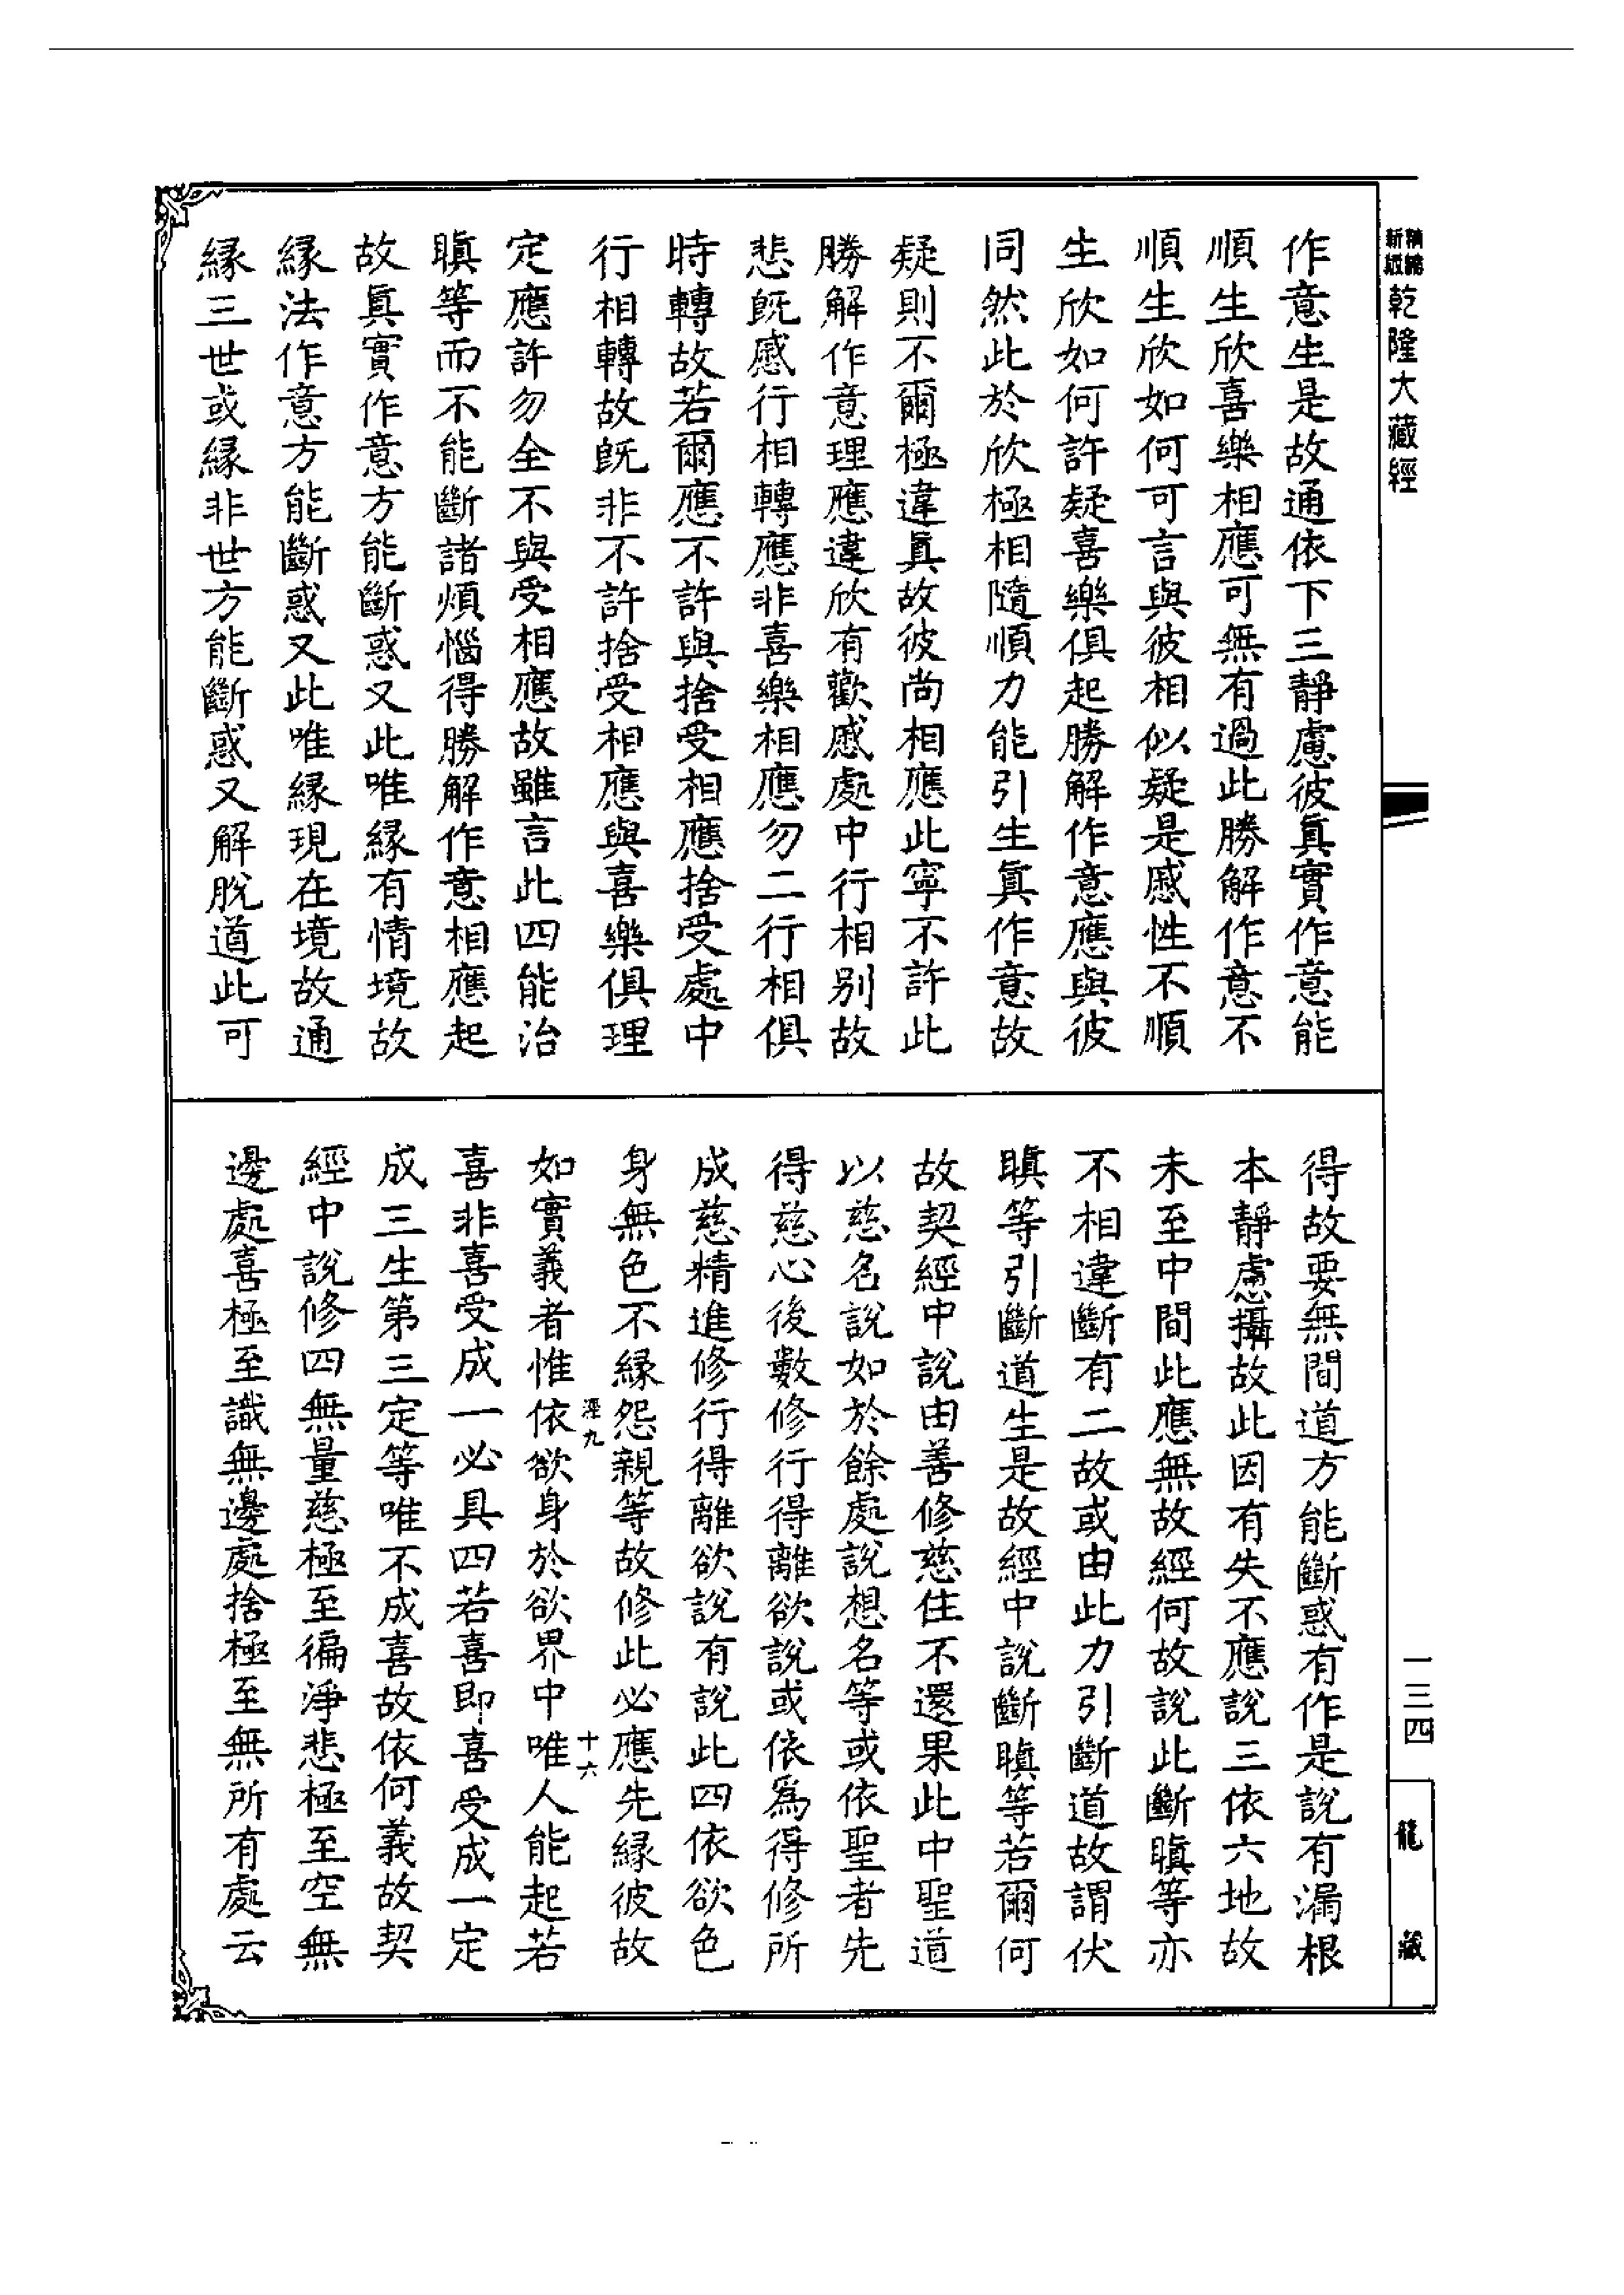 精縮
新版
乾隆大藏經
一三四
龍藏
作意生是故通依下三靜慮彼眞實作意能
順生欣喜樂相應可無有過此勝解作意不
順生欣如何可言與彼相似疑是慼性不順
生欣如何許疑喜樂俱起勝解作意應與彼
同然此於欣極相隨順力能引生眞作意故
疑則不爾極違眞故彼尚相應此寧不許此
勝解作意理應違欣有歡慼處中行相別故
悲旣慼行相轉應非喜樂相應勿二行相俱
時轉故若爾應不許與捨受相應捨受處中
行相轉故旣非不許捨受相應與喜樂俱理
定應許勿全不與受相應故雖言此四能治
瞋等而不能斷諸煩惱得勝解作意相應起
故眞實作意方能斷惑又此唯緣有情境故
緣法作意方能斷惑又此唯緣現在境故通
緣三世或緣非世方能斷惑又解脫道此可
得故要無間道方能斷惑有作是說有漏根
本靜慮攝故此因有失不應說三依六地故
未至中間此應無故經何故說此斷瞋等亦
不相違斷有二故或由此力引斷道故謂伏
瞋等引斷道生是故經中說斷瞋等若爾何
故契經中說由善修慈住不還果此中聖道
以慈名說如於餘處說想名等或依聖者先
得慈心後數修行得離欲說或依爲得修所
成慈精進修行得離欲說有說此四依欲色
身無色不緣怨親等故修此必應先緣彼故
如實義者惟依欲身於欲界中唯人能起若
涇九
十六
喜非喜受成一必具四若喜即喜受成一定
成三生第三定等唯不成喜故依何義故契
經中說修四無量慈極至徧淨悲極至空無
邊處喜極至識無邊處捨極至無所有處云